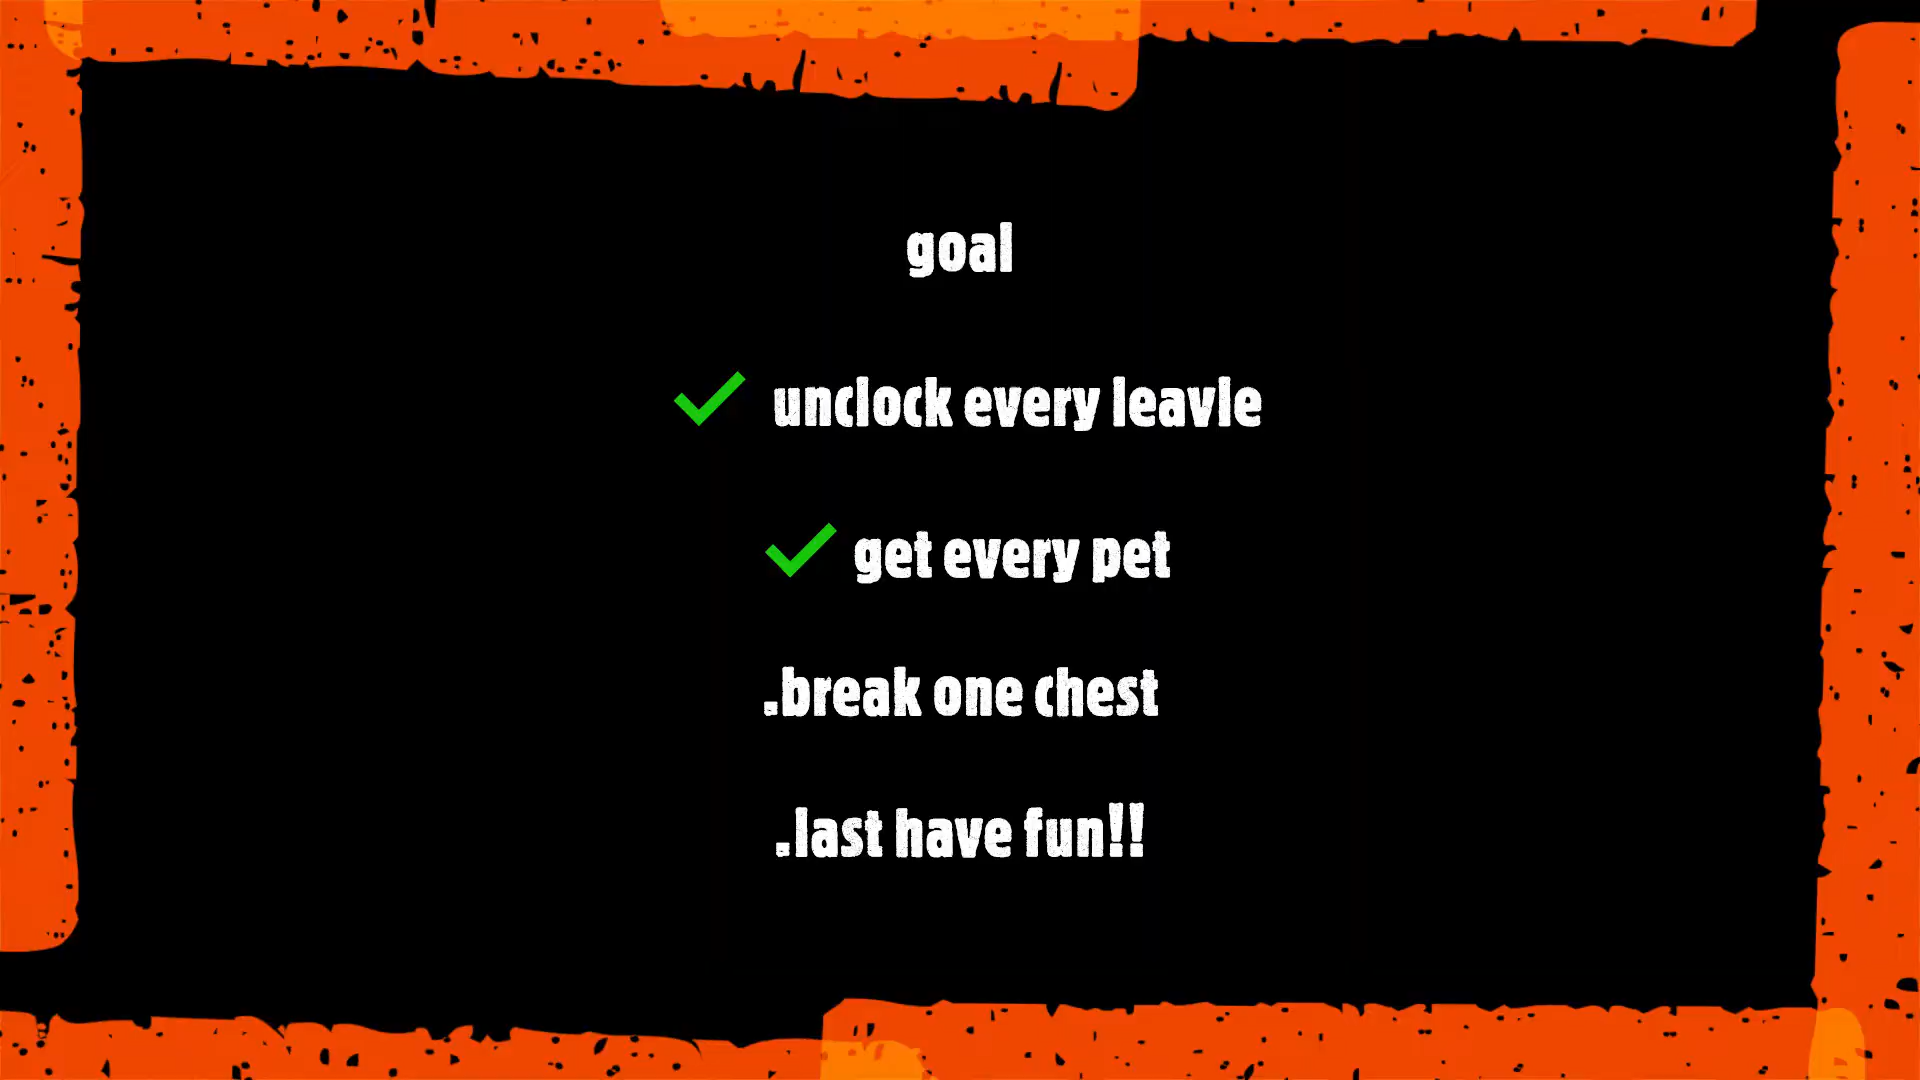 goal
unclock every leavle
get every pet
.break one chest
.last have fun!!